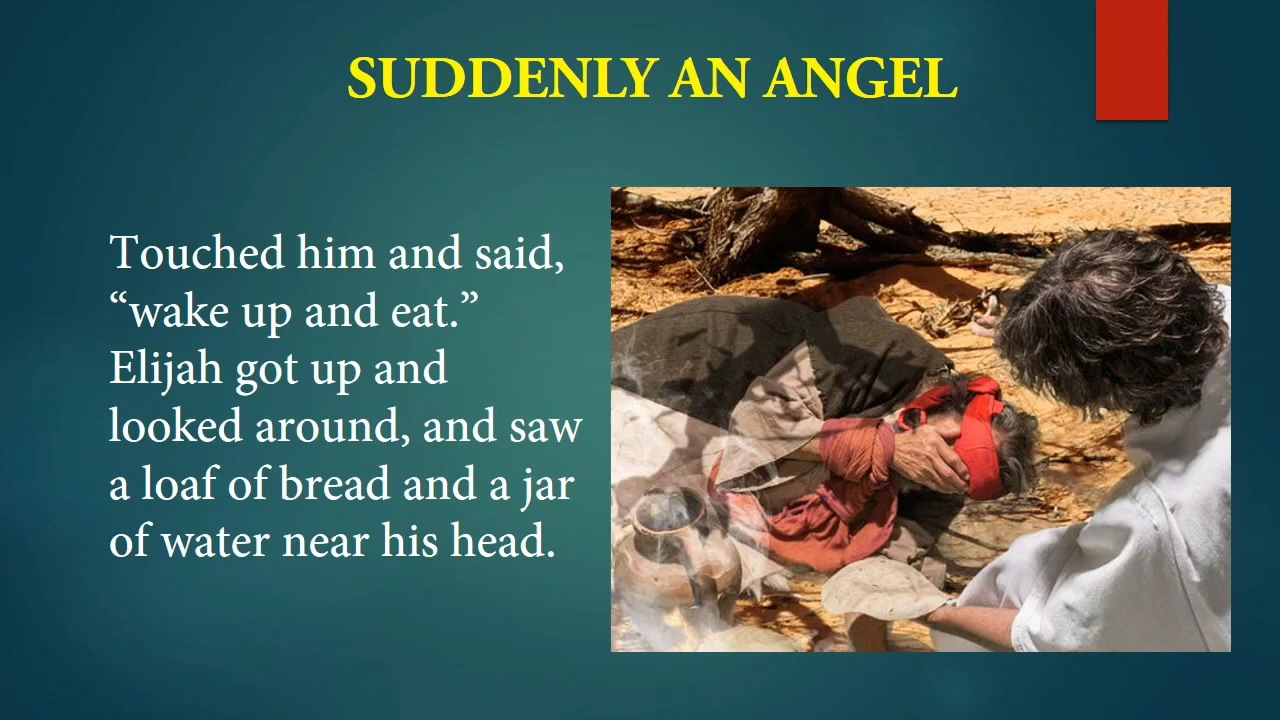 SUDDENLY AN ANGEL
Touched him and said,
“wake up and eat.”
Elijah got up and
looked around, and saw
a loaf of bread and a jar
of water near his head.